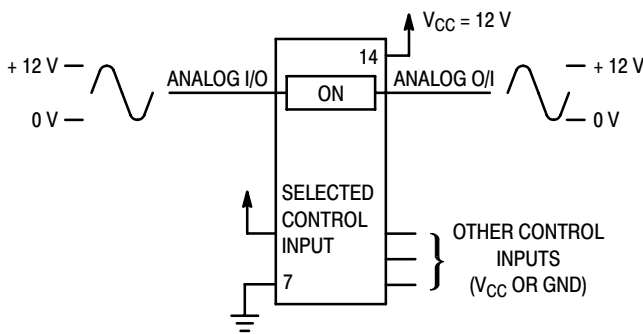 V_CC = 12 V
14
+ 12 V
ANALOG I/O
ON
ANALOG O/I
+ 12 V
0 V
0 V
SELECTED
CONTROL
INPUT
OTHER CONTROL
INPUTS
(V_CC OR GND)
7